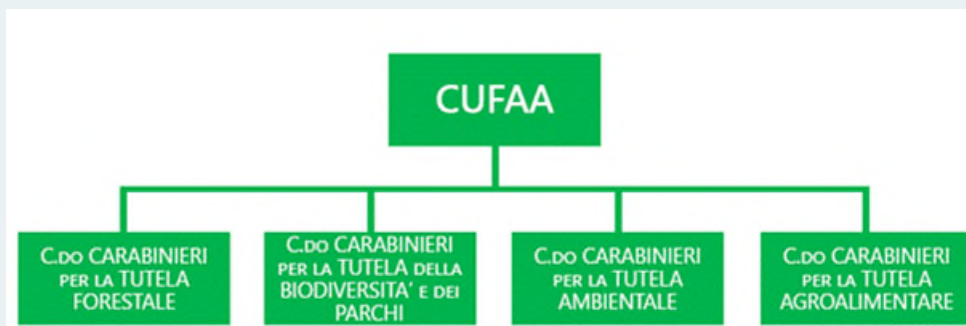 CUFAA
C.DO CARABINIERI
PER LA TUTELA
FORESTALE
C.DO CARABINIERI
PER LA TUTELA DELLA
BIODIVERSITA' E DEI
PARCHI
C.DO CARABINIERI
PER LA TUTELA
AMBIENTALE
C.DO CARABINIERI
PER LA TUTELA
AGROALIMENTARE